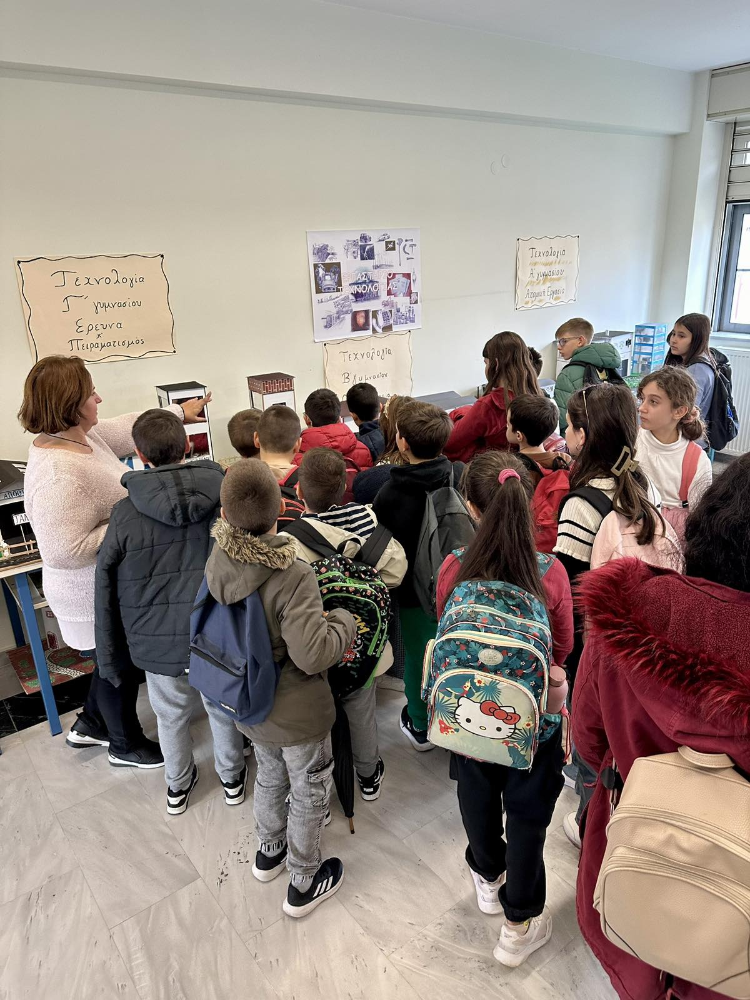 Τεχνολογία
Γ' γυμνασίου
Έρευνα
κ'
Πειραματισμός
ΕΡΓΑΣΤΗΡΙΟ
ΤΕΧΝΟΛΟΓΙΑΣ
Τεχνολογία
Β' γυμνασίου
Τεχνολογία
Α' γυμνασίου
Ατομική Εργασία